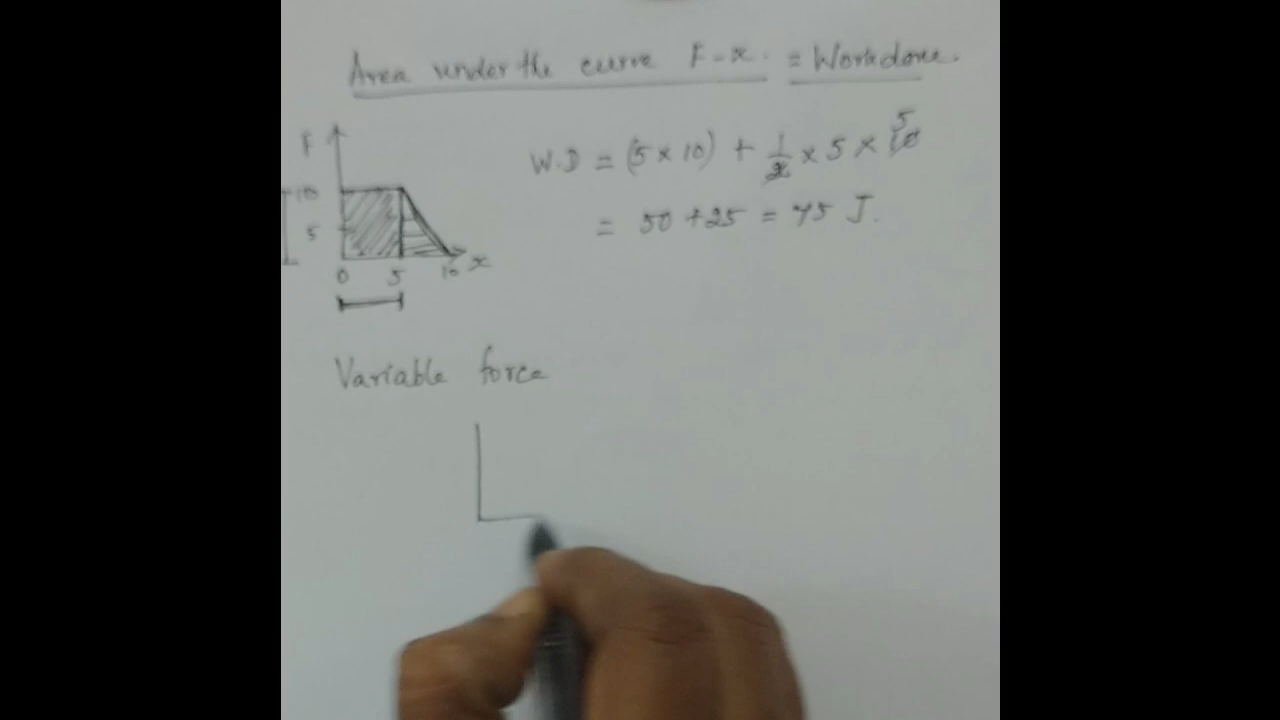 Area under the curve F-x. = Workdone.
F
10
5
0 5 10 x
W.D = (5 x 10) + 1/2 x 5 x 10 5
= 50 + 25 = 75 J.
Variable force